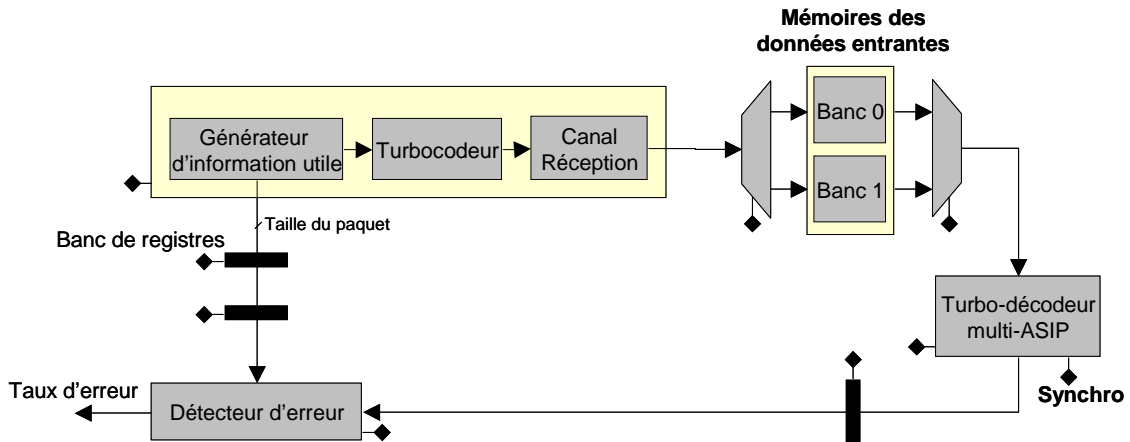 Mémoires des
données entrantes
Générateur
d'information utile
Turbocodeur
Canal
Réception
Banc 0
Banc 1
Taille du paquet
Banc de registres
Turbo-décodeur
multi-ASIP
Synchro
Taux d'erreur
Détecteur d'erreur